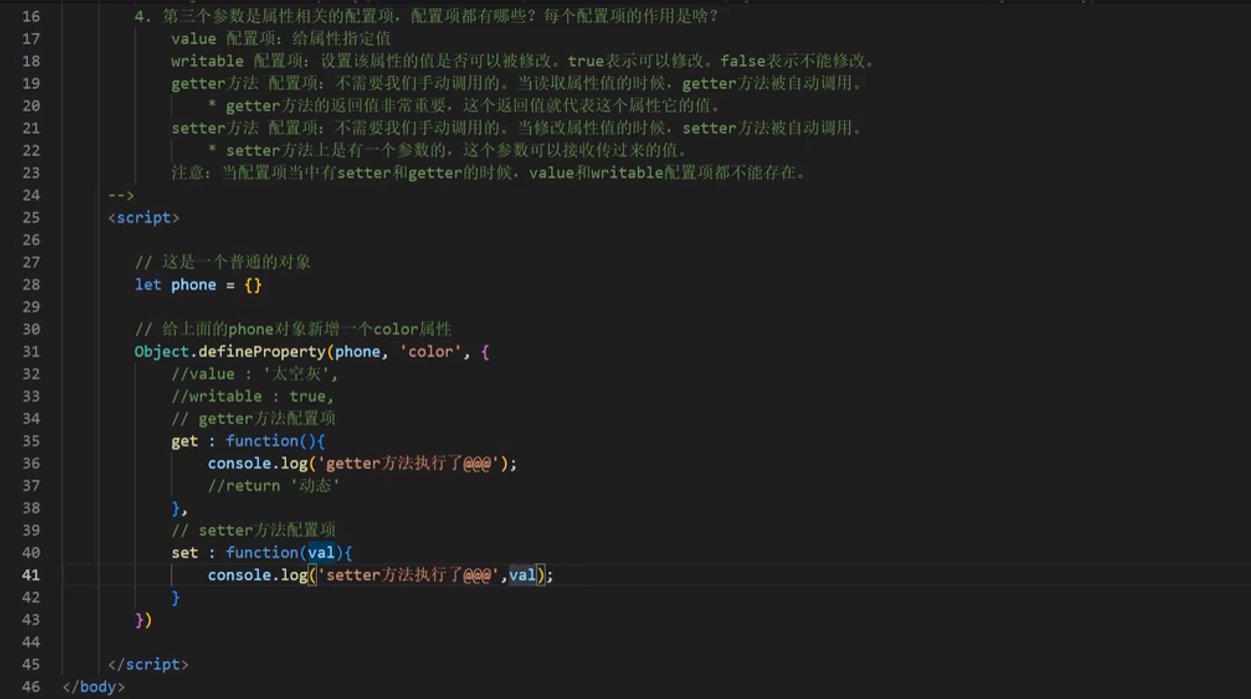 16 4. 第三个参数是属性相关的配置项，配置项都有哪些？每个配置项的作用是啥？
17 value 配置项：给属性指定值
18 writable 配置项：设置该属性的值是否可以被修改。true表示可以修改。false表示不能修改。
19 getter方法 配置项：不需要我们手动调用的。当读取属性值的时候，getter方法被自动调用。
20 * getter方法的返回值非常重要，这个返回值就代表这个属性它的值。
21 setter方法 配置项：不需要我们手动调用的。当修改属性值的时候，setter方法被自动调用。
22 * setter方法上是有一个参数的，这个参数可以接收传过来的值。
23 注意：当配置项当中有setter和getter的时候，value和writable配置项都不能存在。
24 -->
25 <script>
26
27 // 这是一个普通的对象
28 let phone = {}
29
30 // 给上面的phone对象新增一个color属性
31 Object.defineProperty(phone, 'color', {
32 //value : '太空灰',
33 //writable : true,
34 // getter方法配置项
35 get : function(){
36 console.log('getter方法执行了@@@');
37 //return '动态'
38 },
39 // setter方法配置项
40 set : function(val){
41 console.log('setter方法执行了@@@',val);
42 }
43 })
44
45 </script>
46 </body>